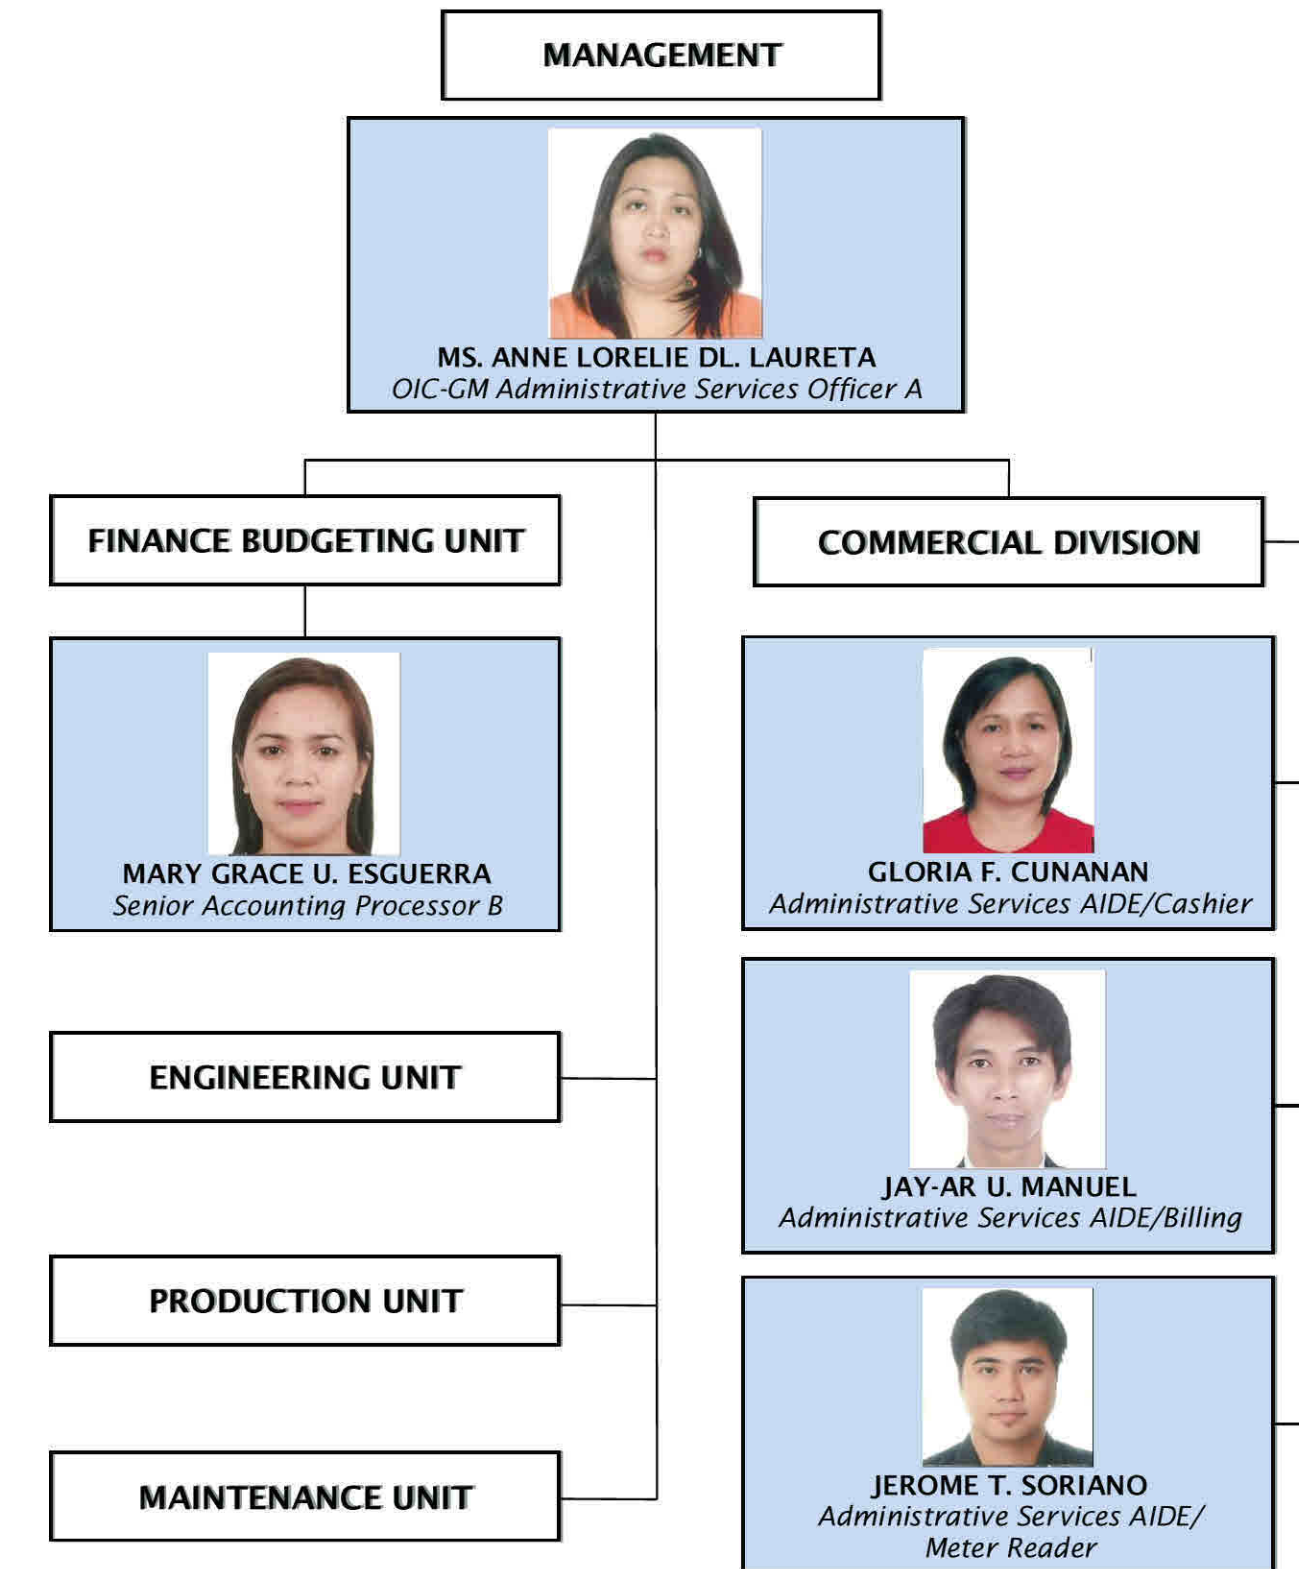 MANAGEMENT
MS. ANNE LORELIE DL. LAURETA
OIC-GM Administrative Services Officer A
FINANCE BUDGETING UNIT
MARY GRACE U. ESGUERRA
Senior Accounting Processor B
ENGINEERING UNIT
PRODUCTION UNIT
MAINTENANCE UNIT
COMMERCIAL DIVISION
GLORIA F. CUNANAN
Administrative Services AIDE/Cashier
JAY-AR U. MANUEL
Administrative Services AIDE/Billing
JEROME T. SORIANO
Administrative Services AIDE/
Meter Reader